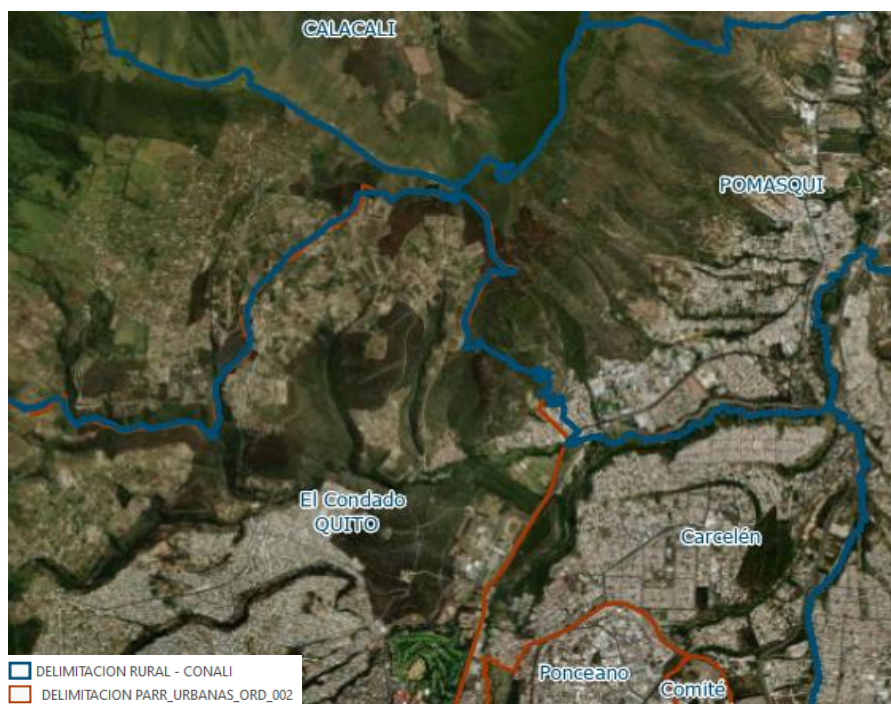 CALACALI
POMASQUI
El Condado
QUITO
Carcelén
Ponceano
Comité
DELIMITACION RURAL - CONALI
DELIMITACION PARR_URBANAS_ORD_002